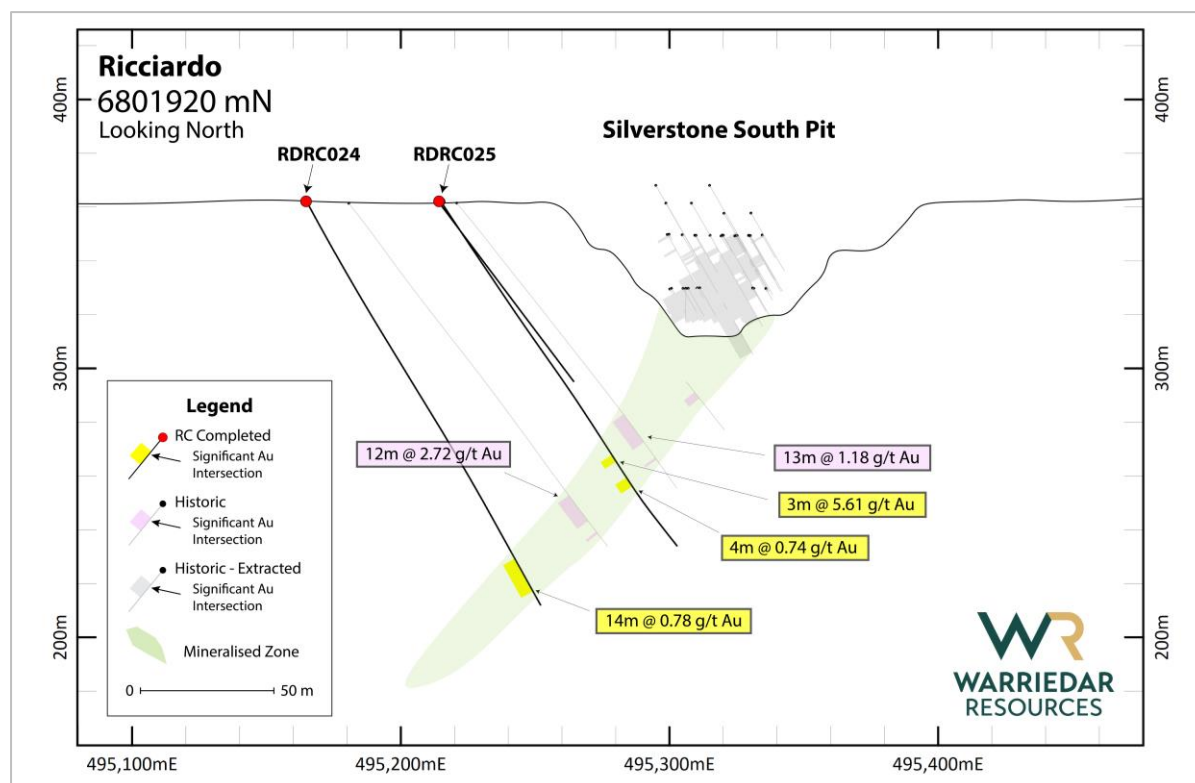 Ricciardo
6801920 mN
Looking North
Silverstone South Pit
RDRC024
RDRC025
400m
300m
200m
400m
300m
200m
12m @ 2.72 g/t Au
13m @ 1.18 g/t Au
3m @ 5.61 g/t Au
4m @ 0.74 g/t Au
14m @ 0.78 g/t Au
Legend
RC Completed
Significant Au
Intersection
Historic
Significant Au
Intersection
Historic - Extracted
Significant Au
Intersection
Mineralised Zone
0 50 m
WR
WARRIEDAR
RESOURCES
495,100mE 495,200mE 495,300mE 495,400mE